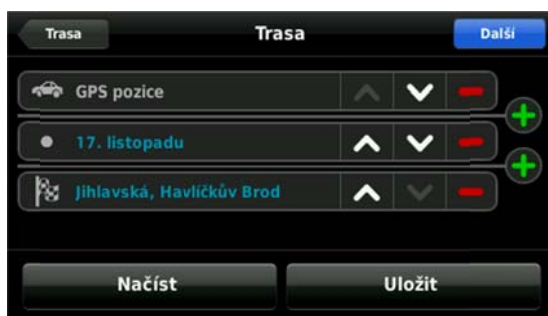 Trasa Trasa Další
GPS pozice
17. listopadu
Jihlavská, Havlíčkův Brod
Načíst Uložit